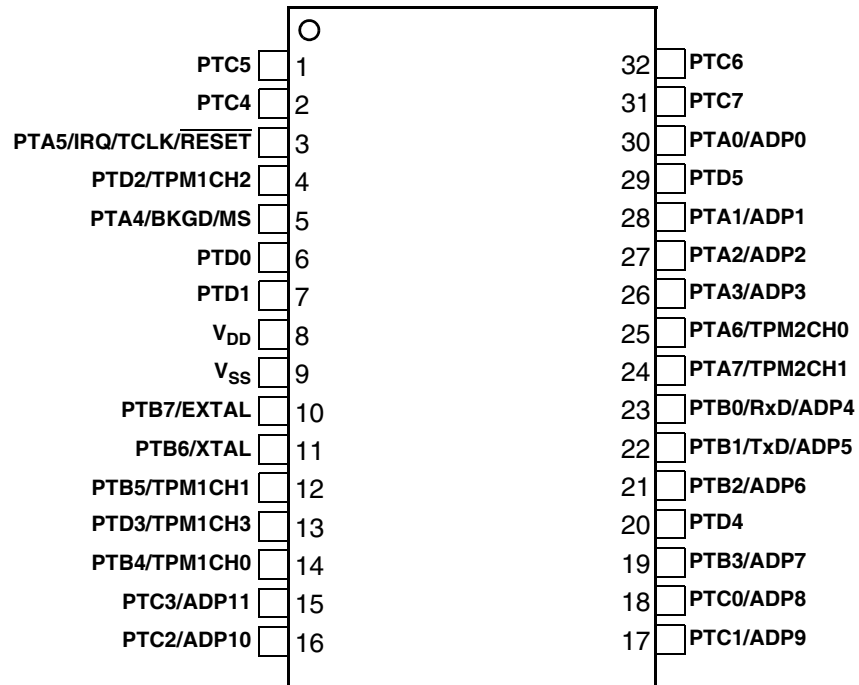 PTC5 1 32 PTC6
PTC4 2 31 PTC7
PTA5/IRQ/TCLK/RESET 3 30 PTA0/ADP0
PTD2/TPM1CH2 4 29 PTD5
PTA4/BKGD/MS 5 28 PTA1/ADP1
PTD0 6 27 PTA2/ADP2
PTD1 7 26 PTA3/ADP3
VDD 8 25 PTA6/TPM2CH0
VSS 9 24 PTA7/TPM2CH1
PTB7/EXTAL 10 23 PTB0/RxD/ADP4
PTB6/XTAL 11 22 PTB1/TxD/ADP5
PTB5/TPM1CH1 12 21 PTB2/ADP6
PTD3/TPM1CH3 13 20 PTD4
PTB4/TPM1CH0 14 19 PTB3/ADP7
PTC3/ADP11 15 18 PTC0/ADP8
PTC2/ADP10 16 17 PTC1/ADP9